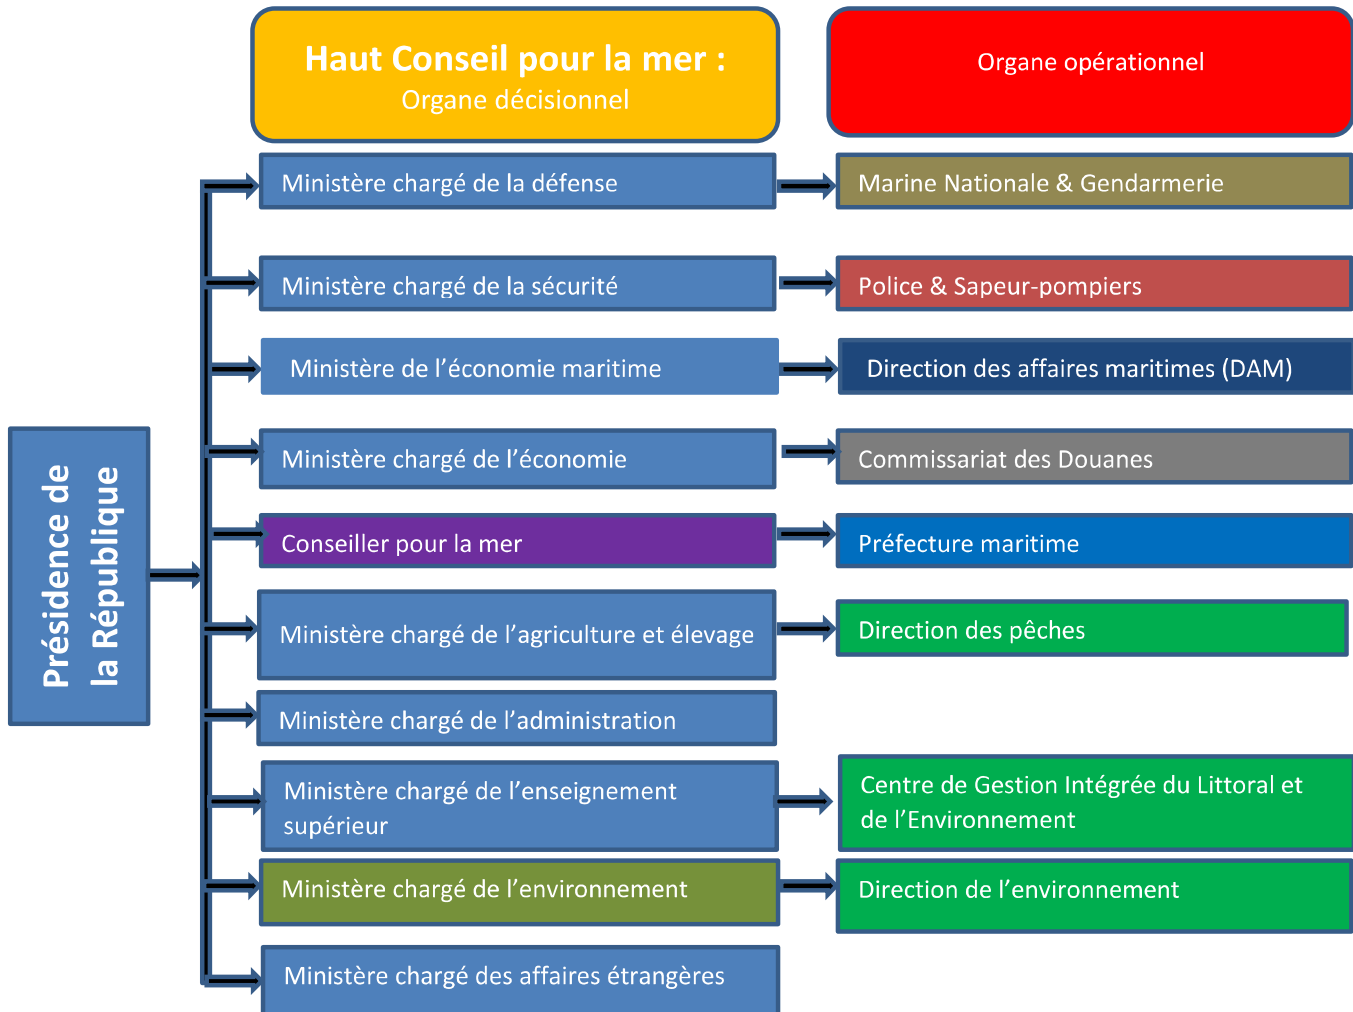 Haut Conseil pour la mer :
Organe décisionnel
Organe opérationnel
Présidence de
la République
Ministère chargé de la défense
Marine Nationale & Gendarmerie
Ministère chargé de la sécurité
Police & Sapeur-pompiers
Ministère de l’économie maritime
Direction des affaires maritimes (DAM)
Ministère chargé de l’économie
Commissariat des Douanes
Conseiller pour la mer
Préfecture maritime
Ministère chargé de l’agriculture et élevage
Direction des pêches
Ministère chargé de l’administration
Ministère chargé de l’enseignement
supérieur
Centre de Gestion Intégrée du Littoral et
de l’Environnement
Ministère chargé de l’environnement
Direction de l’environnement
Ministère chargé des affaires étrangères